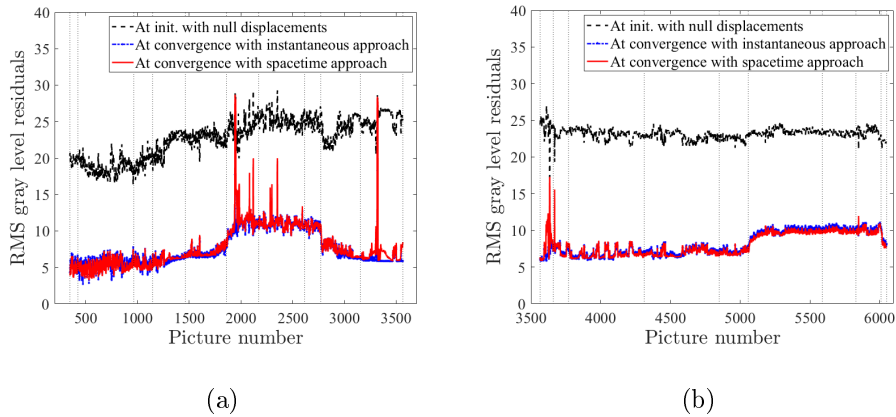 At init. with null displacements
At convergence with instantaneous approach
At convergence with spacetime approach
RMS gray level residuals
40
35
30
25
20
15
10
5
0
500 1000 1500 2000 2500 3000 3500
Picture number
(a)
At init. with null displacements
At convergence with instantaneous approach
At convergence with spacetime approach
RMS gray level residuals
40
35
30
25
20
15
10
5
0
3500 4000 4500 5000 5500 6000
Picture number
(b)